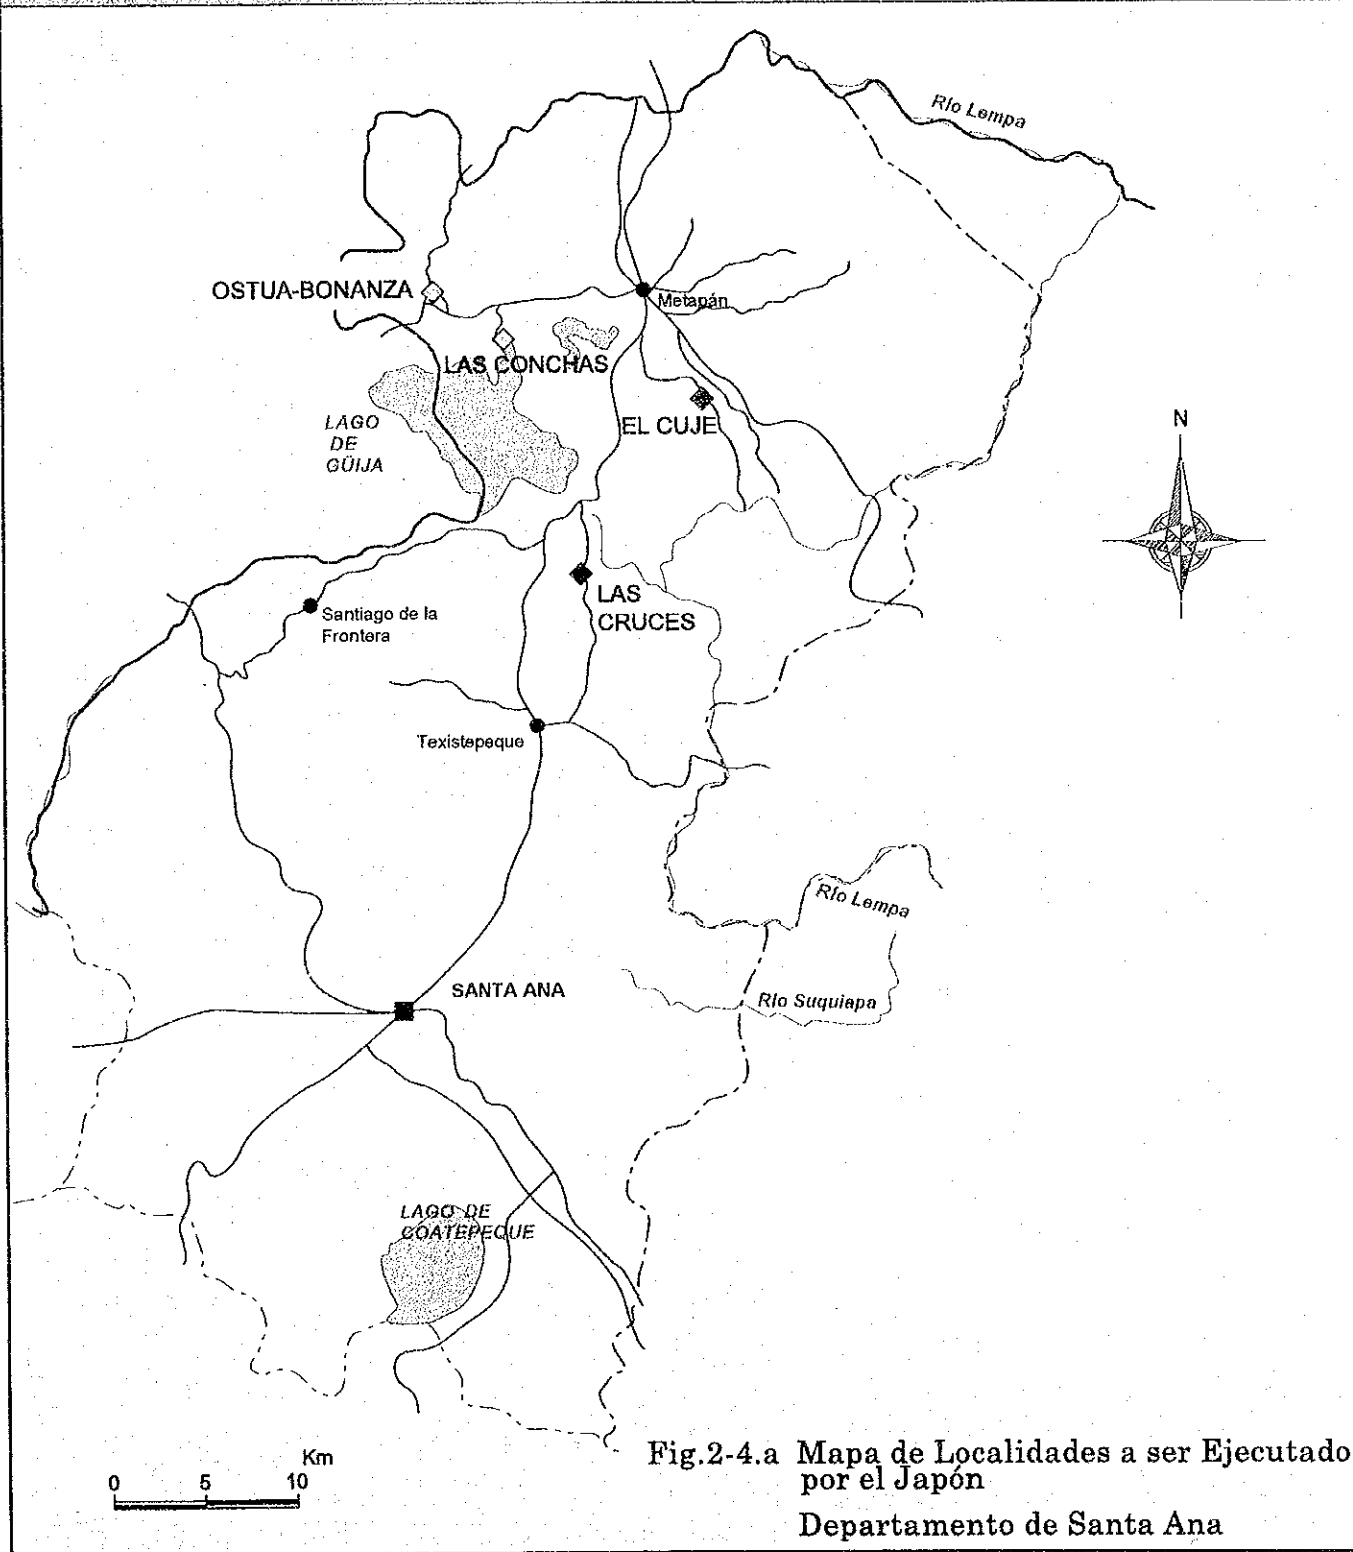 Río Lempa
OSTUA-BONANZA
Metapán
LAS CONCHAS
LAGO
DE
GÜIJA
EL CUJE
N
LAS
CRUCES
Santiago de la
Frontera
Texistepeque
Río Lempa
SANTA ANA
Río Suquiapa
LAGO DE
COATEPEQUE
Km
0 5 10
Fig.2-4.a Mapa de Localidades a ser Ejecutado
por el Japón
Departamento de Santa Ana